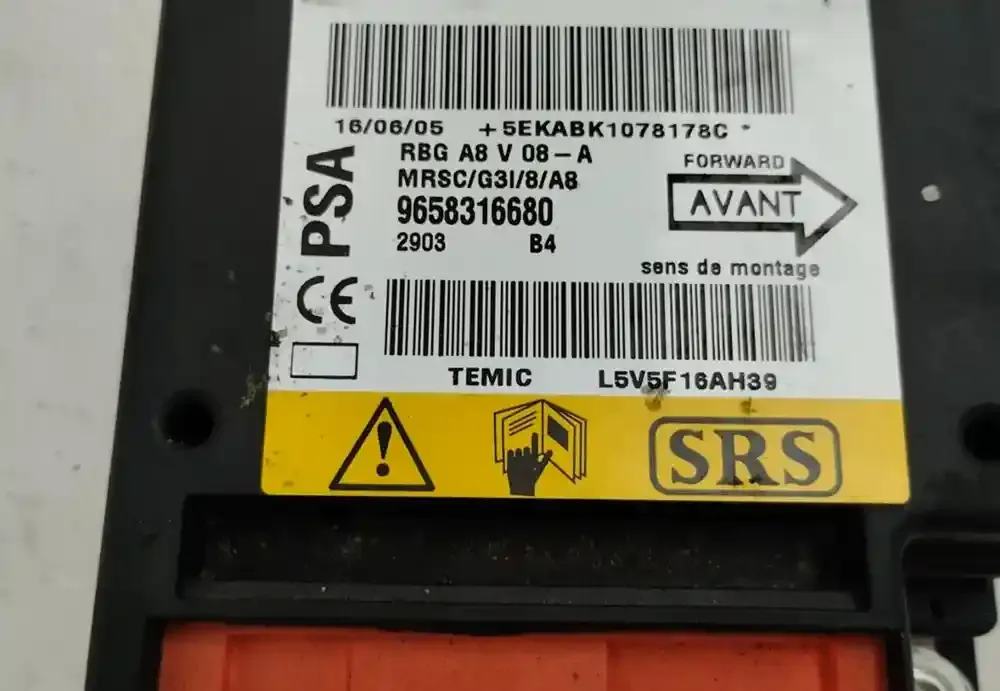 16/06/05 +5EKABK1078178C *
RBG A8 V 08-A
MRSC/G3I/8/A8
9658316680
2903 B4
PSA
FORWARD
AVANT
sens de montage
CE
TEMIC L5V5F16AH39
SRS